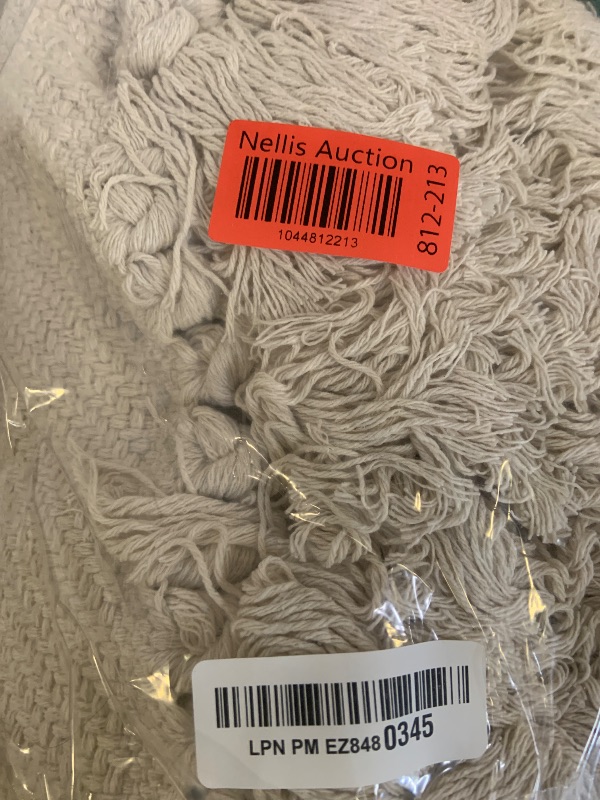 Nellis Auction
1044812213
812-213
LPN PM EZ848 0345